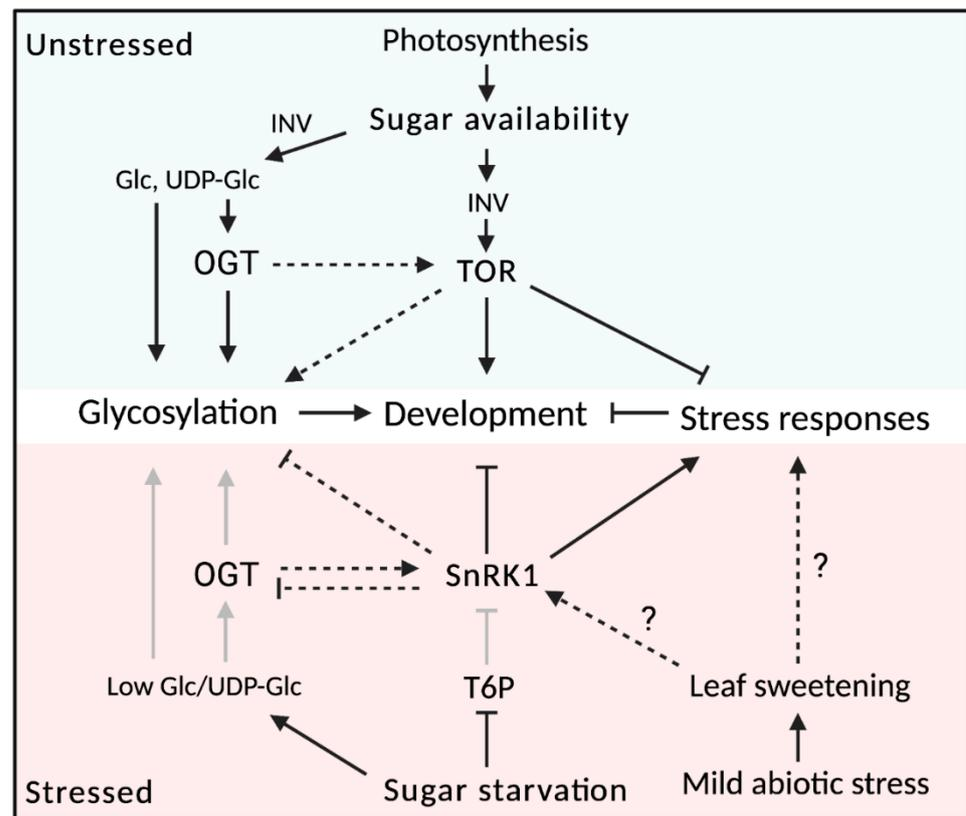 Unstressed
Photosynthesis
Sugar availability
INV
Glc, UDP-Glc
INV
OGT
TOR
Glycosylation
Development
Stress responses
OGT
SnRK1
?
?
Low Glc/UDP-Glc
T6P
Leaf sweetening
Stressed
Sugar starvation
Mild abiotic stress